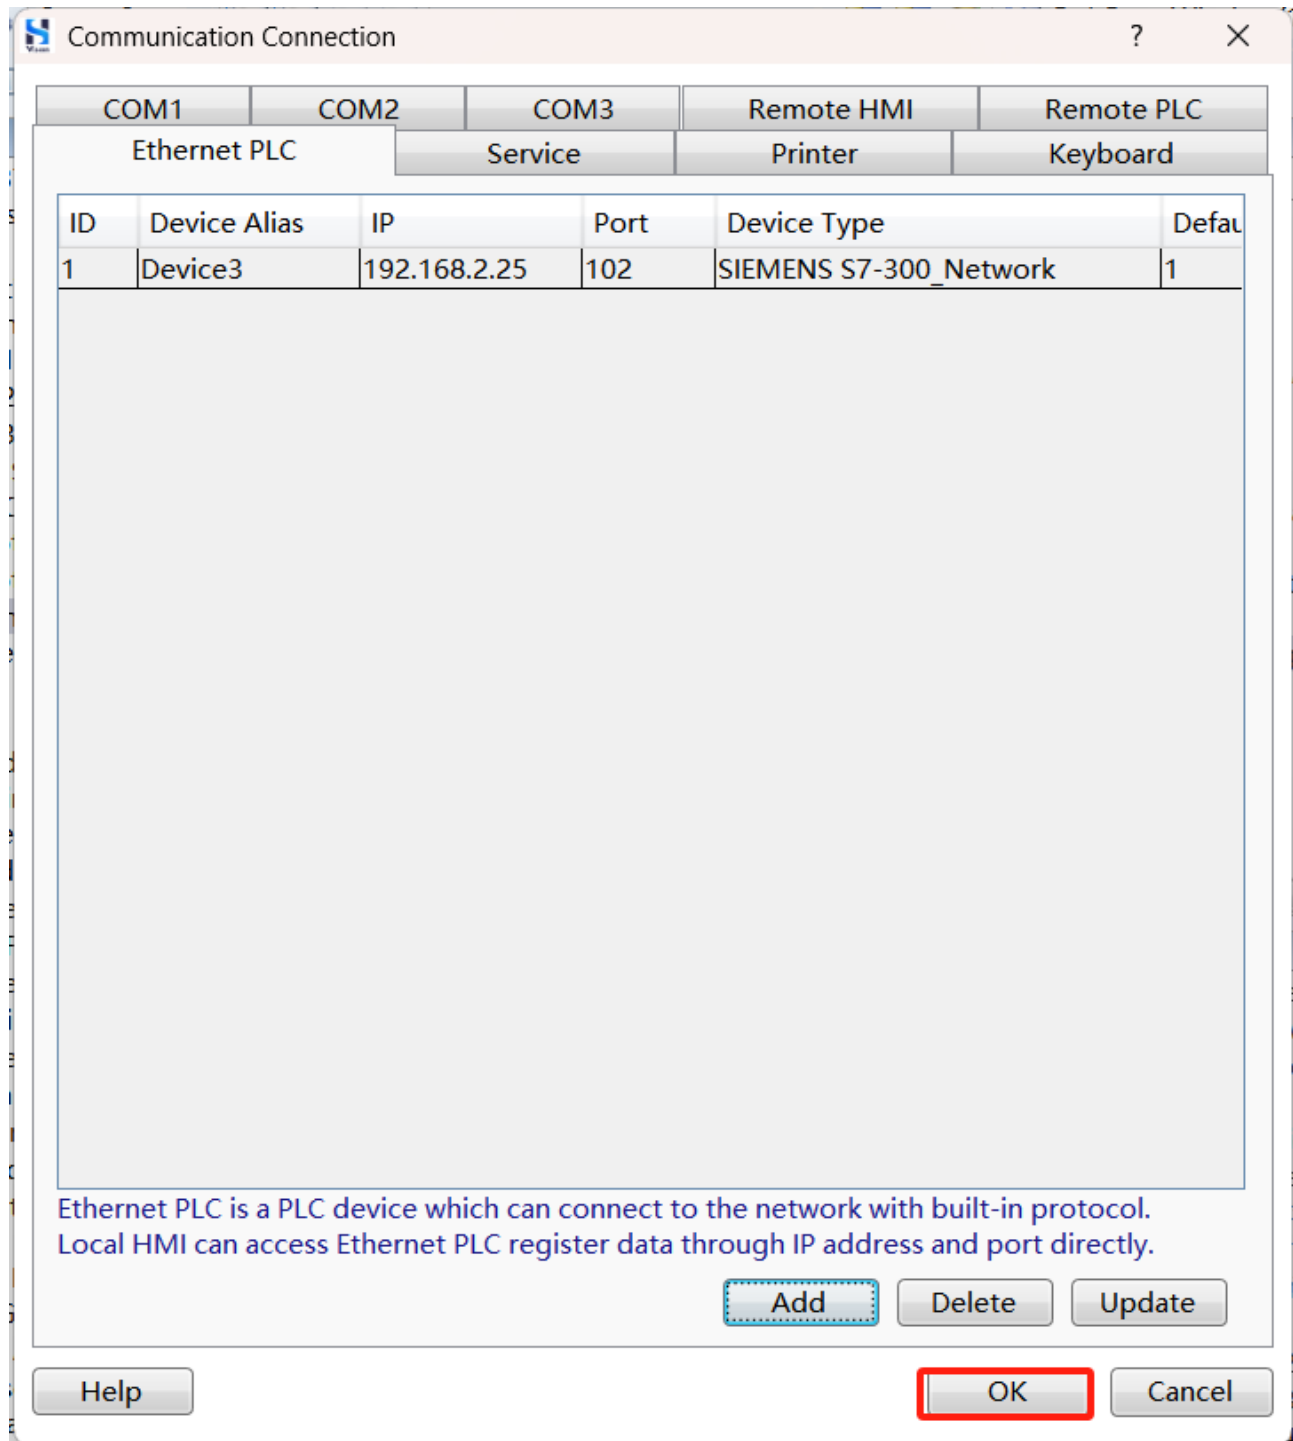 Communication Connection ? ×
COM1 COM2 COM3 Remote HMI Remote PLC
Ethernet PLC Service Printer Keyboard
ID Device Alias IP Port Device Type Defau
1 Device3 192.168.2.25 102 SIEMENS S7-300_Network 1
Ethernet PLC is a PLC device which can connect to the network with built-in protocol.
Local HMI can access Ethernet PLC register data through IP address and port directly.
Add Delete Update
Help OK Cancel